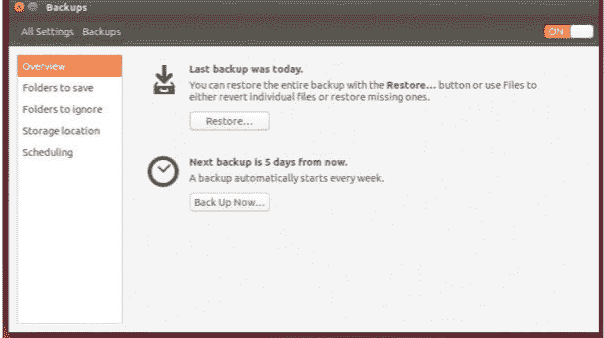 Backups
All Settings Backups
ON
Overview
Folders to save
Folders to ignore
Storage location
Scheduling
Last backup was today.
You can restore the entire backup with the Restore... button or use Files to
either revert individual files or restore missing ones.
Restore...
Next backup is 5 days from now.
A backup automatically starts every week.
Back Up Now...